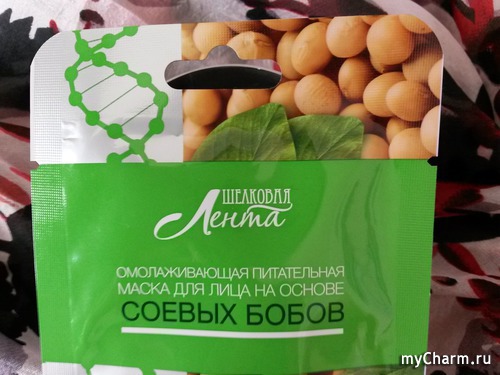 ШЕЛКОВАЯ
Лента
ОМОЛАЖИВАЮЩАЯ ПИТАТЕЛЬНАЯ
МАСКА ДЛЯ ЛИЦА НА ОСНОВЕ
СОЕВЫХ БОБОВ
myCharm.ru